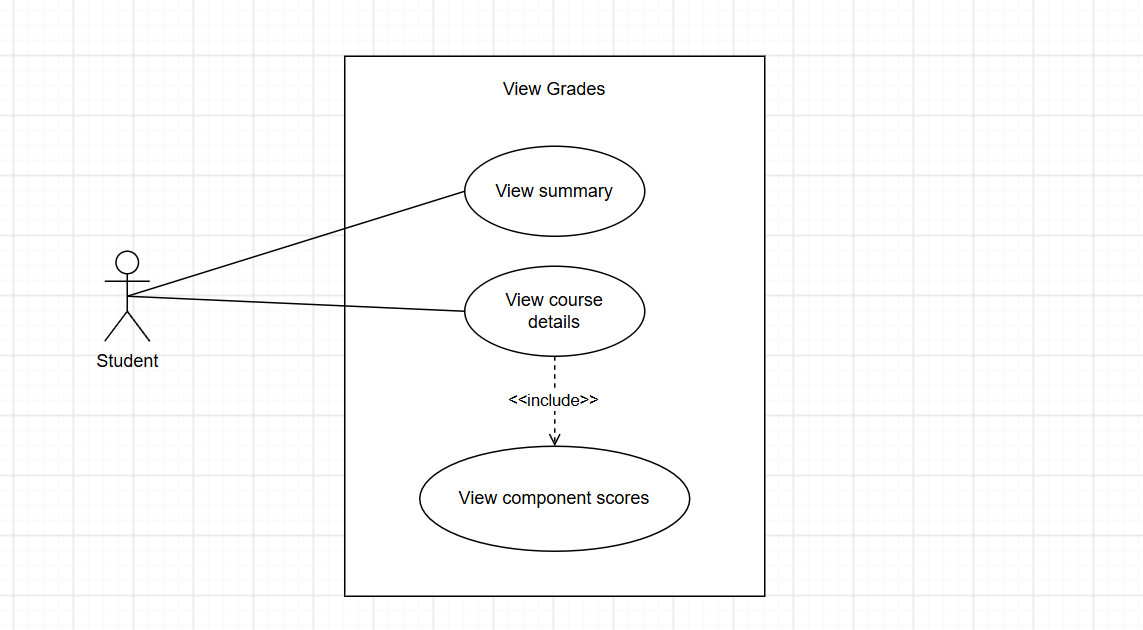 View Grades
View summary
View course
details
Student
<<include>>
View component scores